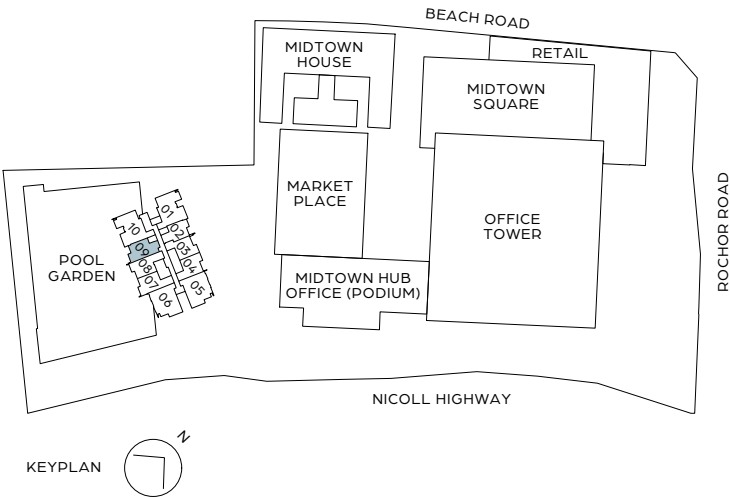 BEACH ROAD
MIDTOWN
HOUSE
RETAIL
MIDTOWN
SQUARE
MARKET
PLACE
OFFICE
TOWER
ROCHOR ROAD
01
10
02
09
03
08
04
07
05
06
POOL
GARDEN
MIDTOWN HUB
OFFICE (PODIUM)
NICOLL HIGHWAY
N
KEYPLAN